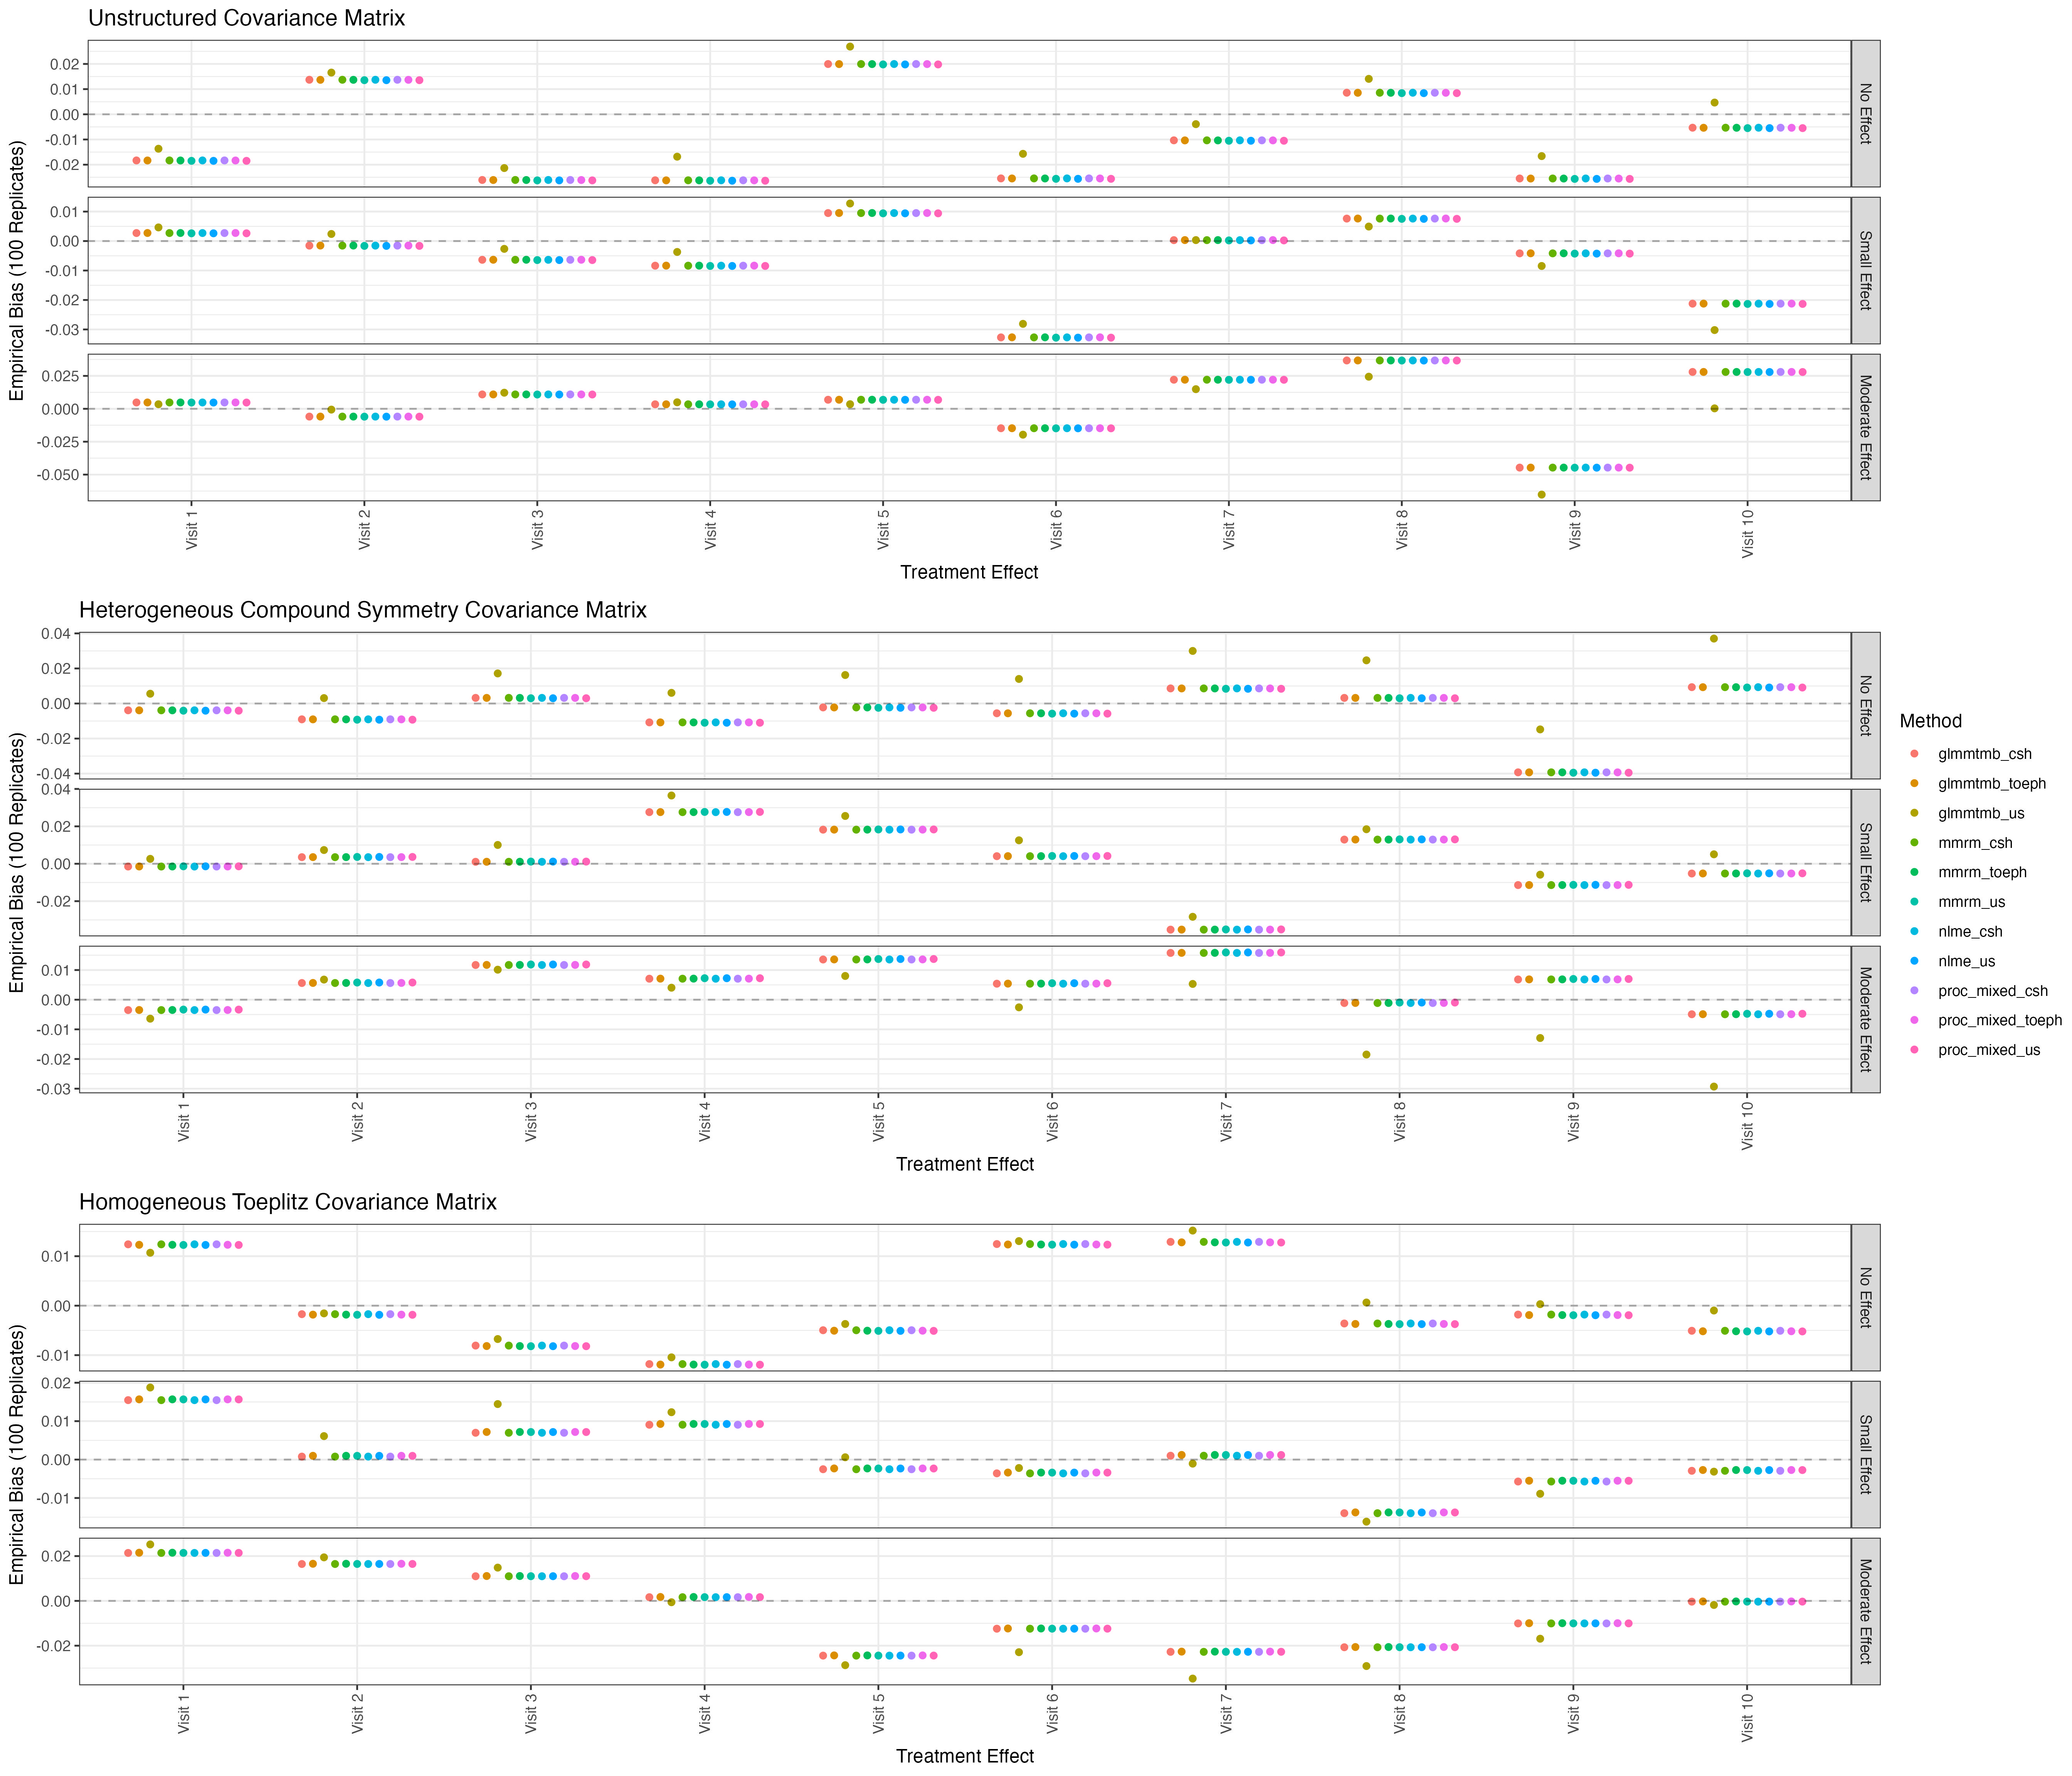 Unstructured Covariance Matrix
Empirical Bias (100 Replicates)
0.02
0.01
0.00
-0.01
-0.02
No Effect
0.01
0.00
-0.01
-0.02
-0.03
Small Effect
0.025
0.000
-0.025
-0.050
Moderate Effect
Visit 1
Visit 2
Visit 3
Visit 4
Visit 5
Visit 6
Visit 7
Visit 8
Visit 9
Visit 10
Treatment Effect
Heterogeneous Compound Symmetry Covariance Matrix
Empirical Bias (100 Replicates)
0.04
0.02
0.00
-0.02
-0.04
No Effect
0.04
0.02
0.00
-0.02
Small Effect
0.01
0.00
-0.01
-0.02
-0.03
Moderate Effect
Visit 1
Visit 2
Visit 3
Visit 4
Visit 5
Visit 6
Visit 7
Visit 8
Visit 9
Visit 10
Treatment Effect
Method
glmmtmb_csh
glmmtmb_toeph
glmmtmb_us
mmrm_csh
mmrm_toeph
mmrm_us
nlme_csh
nlme_us
proc_mixed_csh
proc_mixed_toeph
proc_mixed_us
Homogeneous Toeplitz Covariance Matrix
Empirical Bias (100 Replicates)
0.01
0.00
-0.01
No Effect
0.02
0.01
0.00
-0.01
Small Effect
0.02
0.00
-0.02
Moderate Effect
Visit 1
Visit 2
Visit 3
Visit 4
Visit 5
Visit 6
Visit 7
Visit 8
Visit 9
Visit 10
Treatment Effect